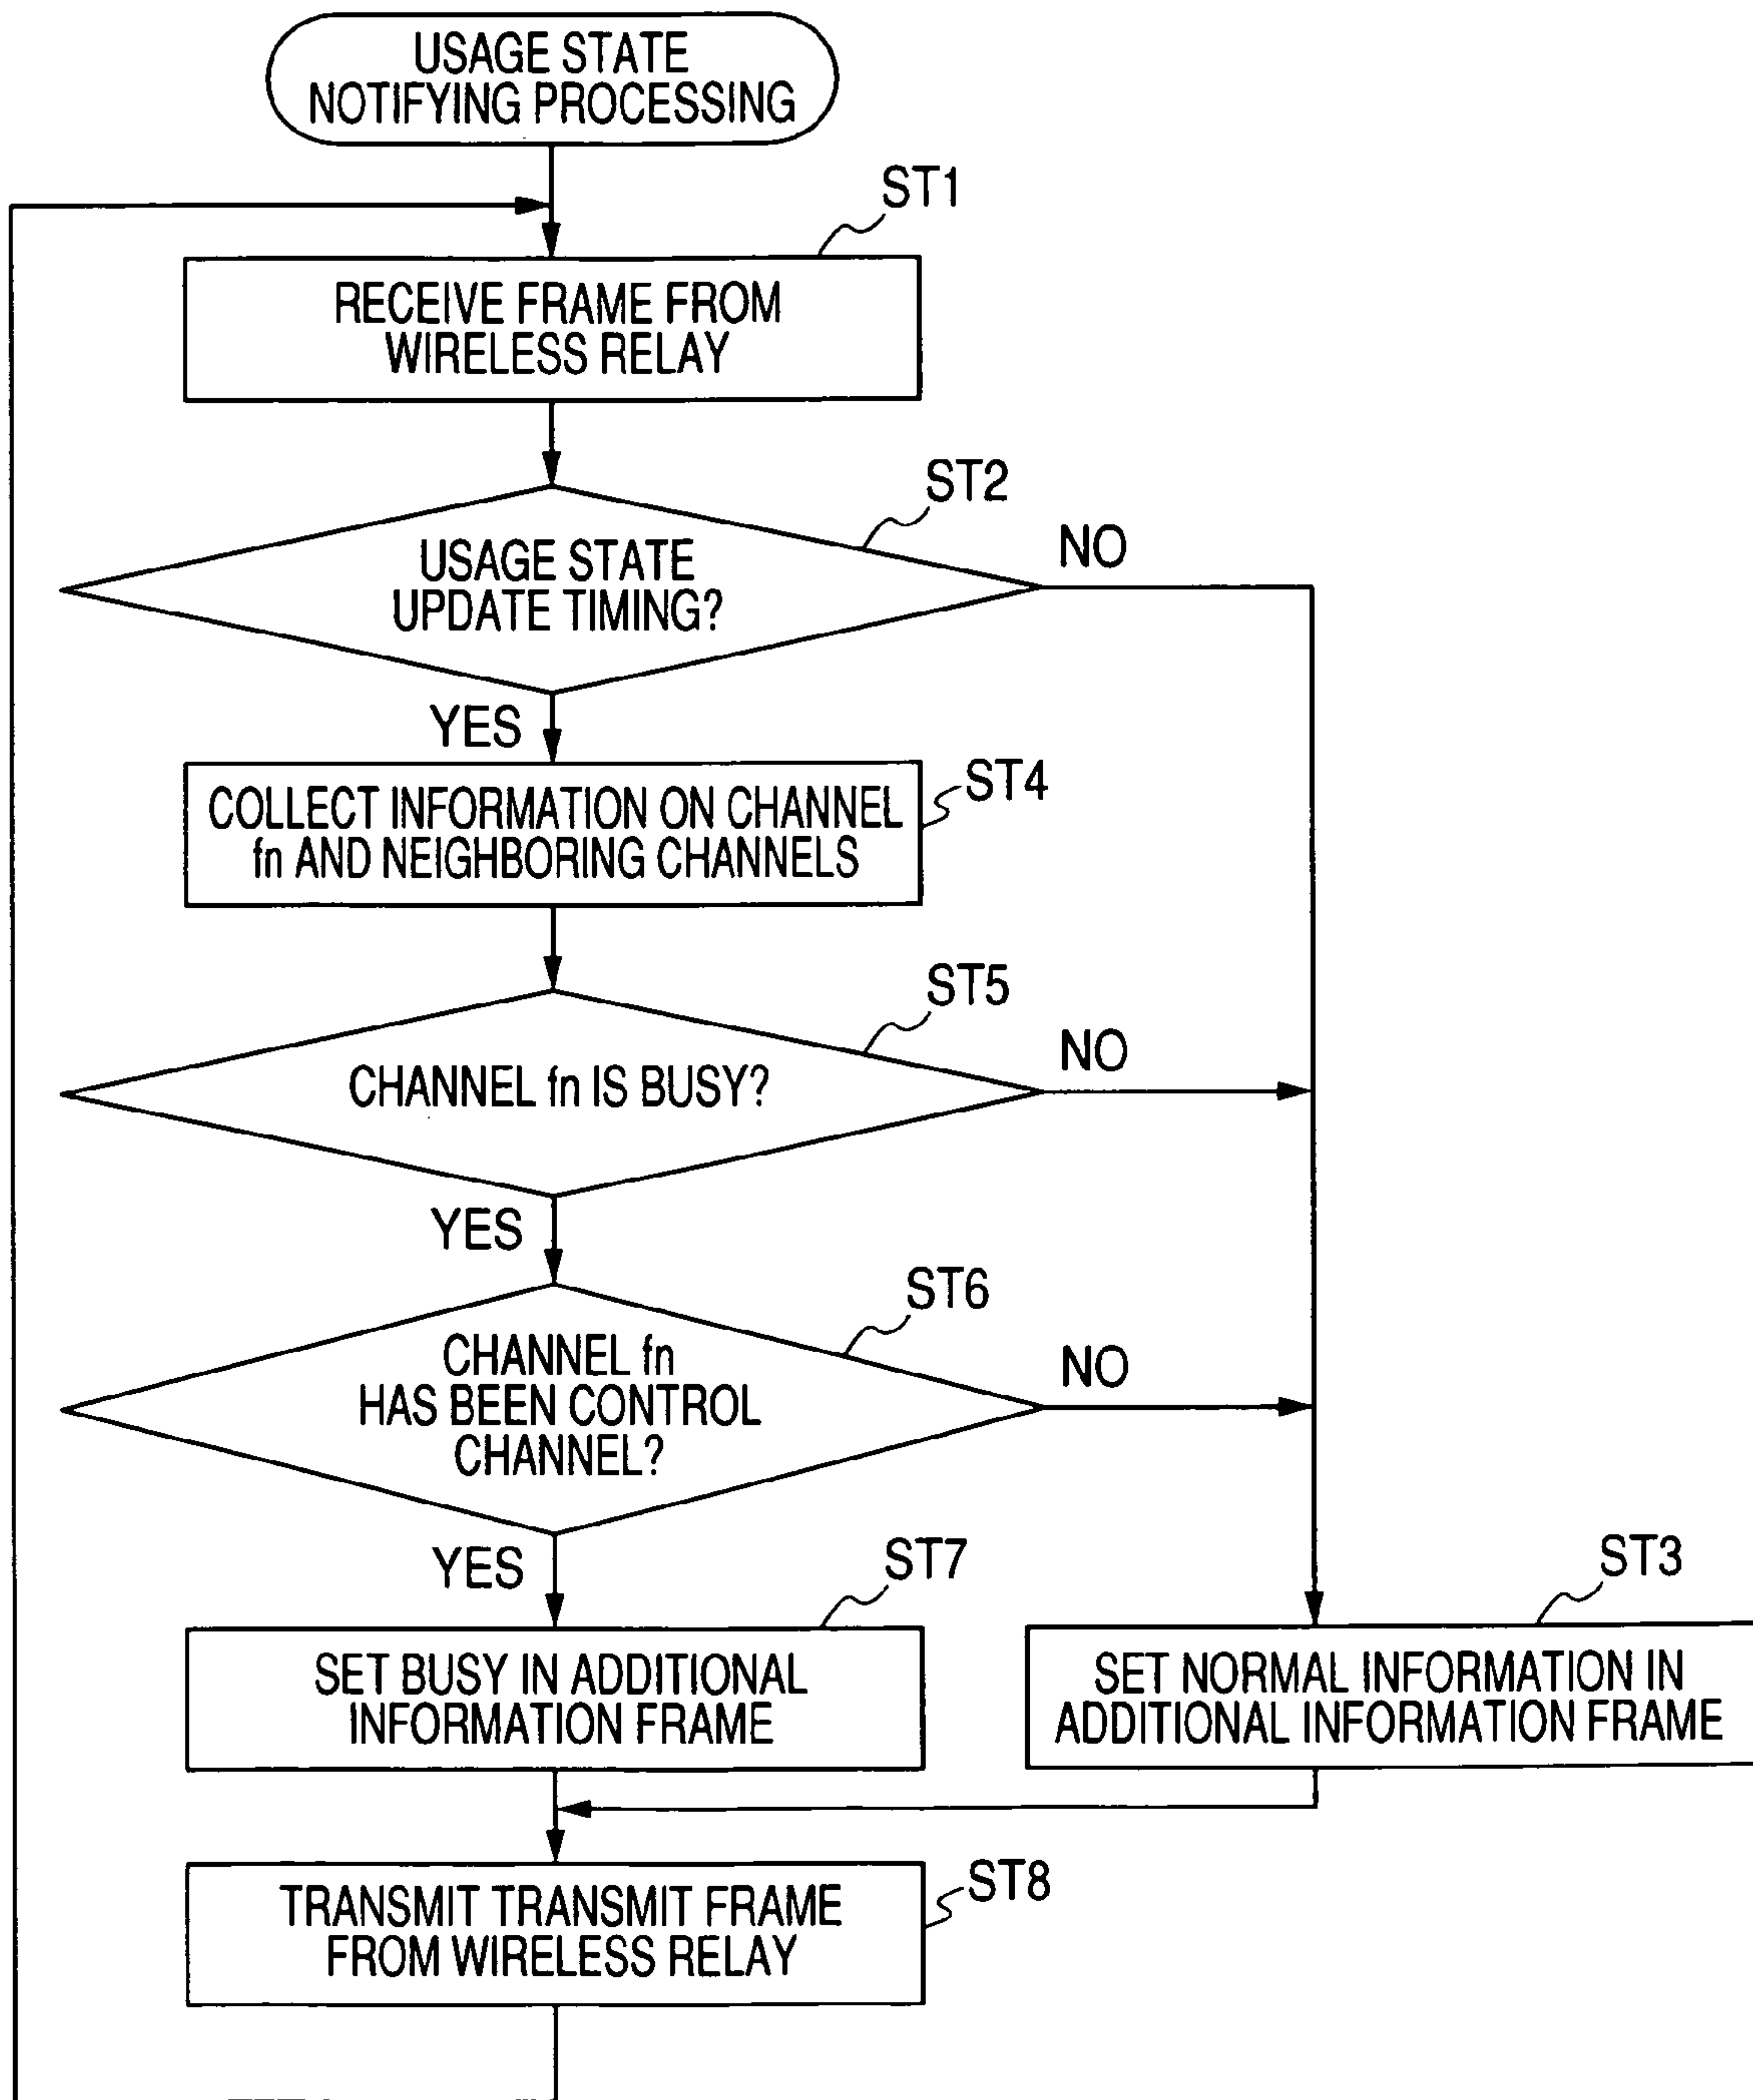 USAGE STATE
NOTIFYING PROCESSING
ST1
RECEIVE FRAME FROM
WIRELESS RELAY
ST2
USAGE STATE
UPDATE TIMING?
NO
YES
ST4
COLLECT INFORMATION ON CHANNEL
fn AND NEIGHBORING CHANNELS
ST5
CHANNEL fn IS BUSY?
NO
YES
ST6
CHANNEL fn
HAS BEEN CONTROL
CHANNEL?
NO
YES
ST7
SET BUSY IN ADDITIONAL
INFORMATION FRAME
ST3
SET NORMAL INFORMATION IN
ADDITIONAL INFORMATION FRAME
ST8
TRANSMIT TRANSMIT FRAME
FROM WIRELESS RELAY